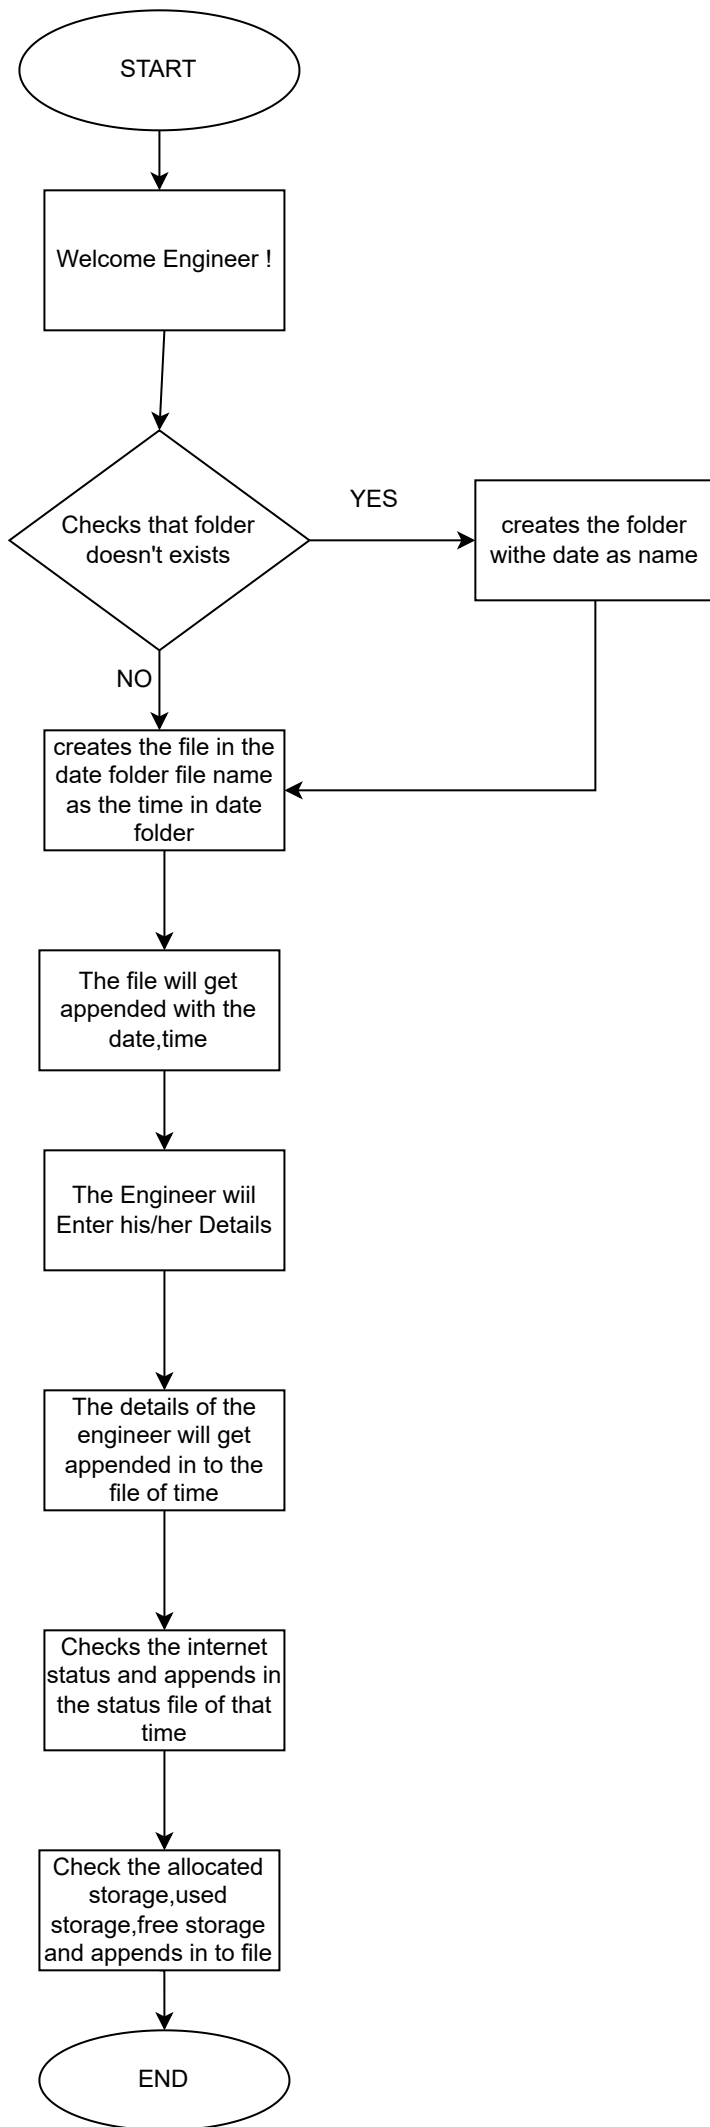 START
Welcome Engineer !
Checks that folder
doesn't exists
YES
creates the folder
withe date as name
NO
creates the file in the
date folder file name
as the time in date
folder
The file will get
appended with the
date,time
The Engineer wiil
Enter his/her Details
The details of the
engineer will get
appended in to the
file of time
Checks the internet
status and appends in
the status file of that
time
Check the allocated
storage,used
storage,free storage
and appends in to file
END